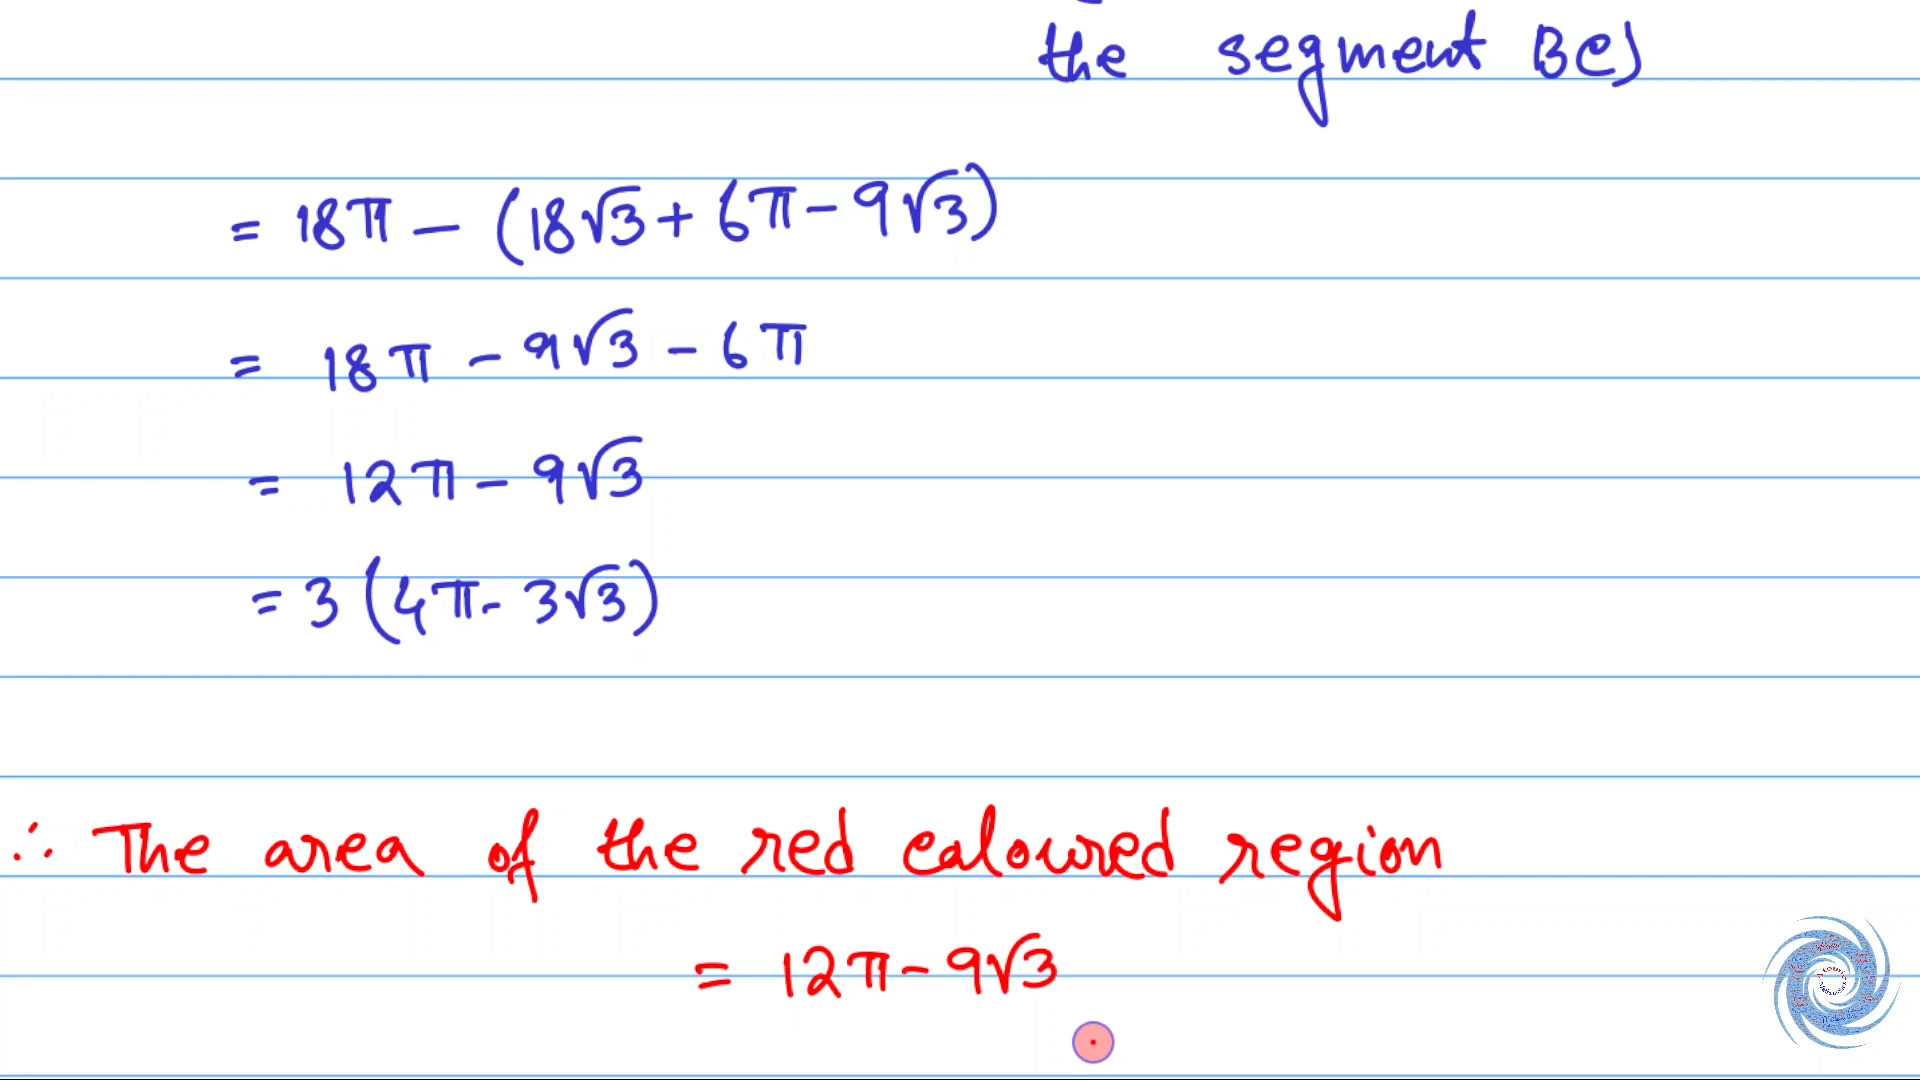 the segment BC)
= 18π - (18√3 + 6π - 9√3)
= 18π - 9√3 - 6π
= 12π - 9√3
= 3(4π - 3√3)
∴ The area of the red coloured region
= 12π - 9√3